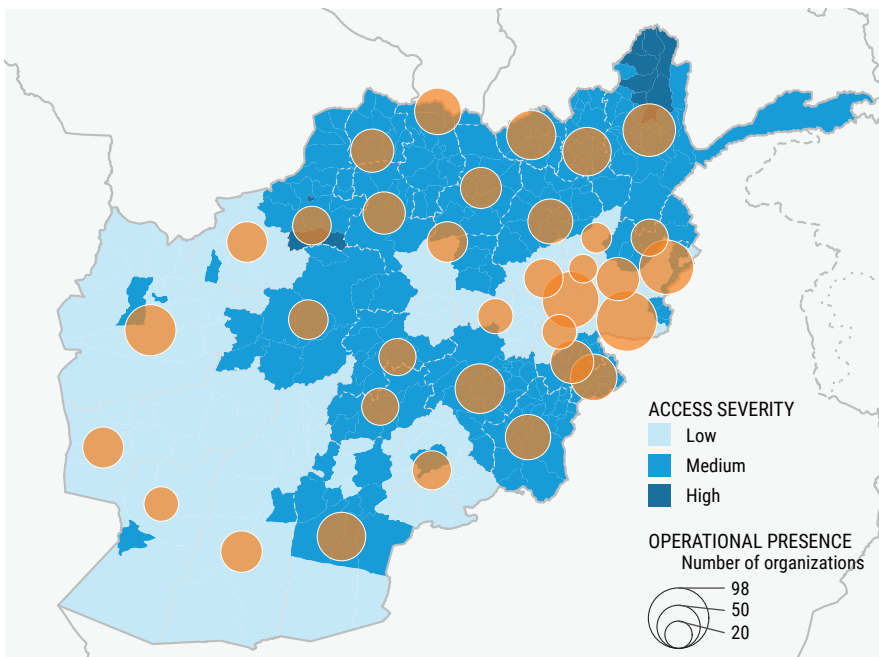 ACCESS SEVERITY
Low
Medium
High
OPERATIONAL PRESENCE
Number of organizations
98
50
20